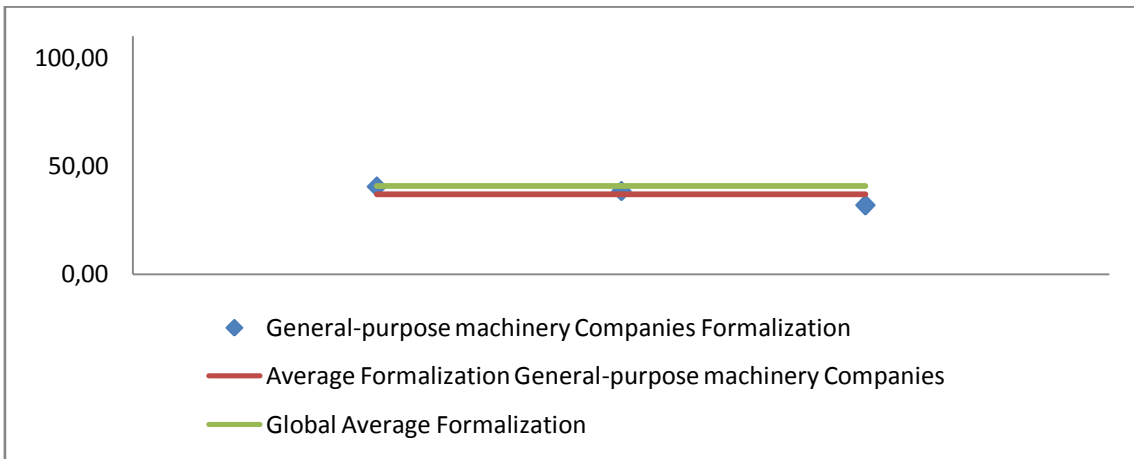 100,00
50,00
0,00
General-purpose machinery Companies Formalization
Average Formalization General-purpose machinery Companies
Global Average Formalization